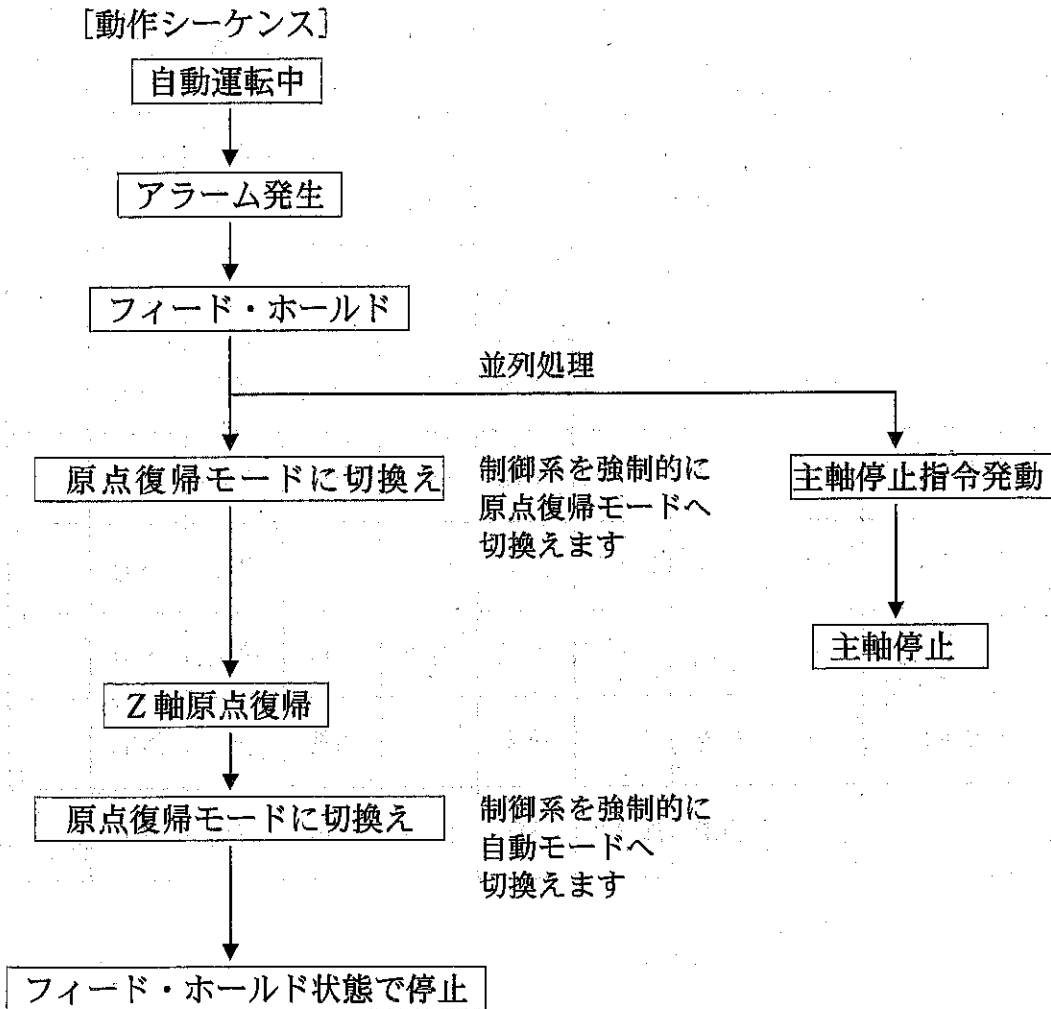 [動作シーケンス]
自動運転中
アラーム発生
フィード・ホールド
並列処理
原点復帰モードに切換え
制御系を強制的に
原点復帰モードへ
切換えます
主軸停止指令発動
主軸停止
Z軸原点復帰
原点復帰モードに切換え
制御系を強制的に
自動モードへ
切換えます
フィード・ホールド状態で停止